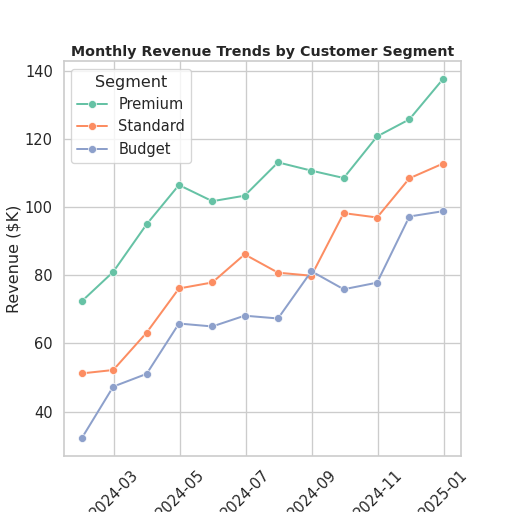 Monthly Revenue Trends by Customer Segment
Revenue ($K)
140
120
100
80
60
40
Segment
Premium
Standard
Budget
2024-03
2024-05
2024-07
2024-09
2024-11
2025-01